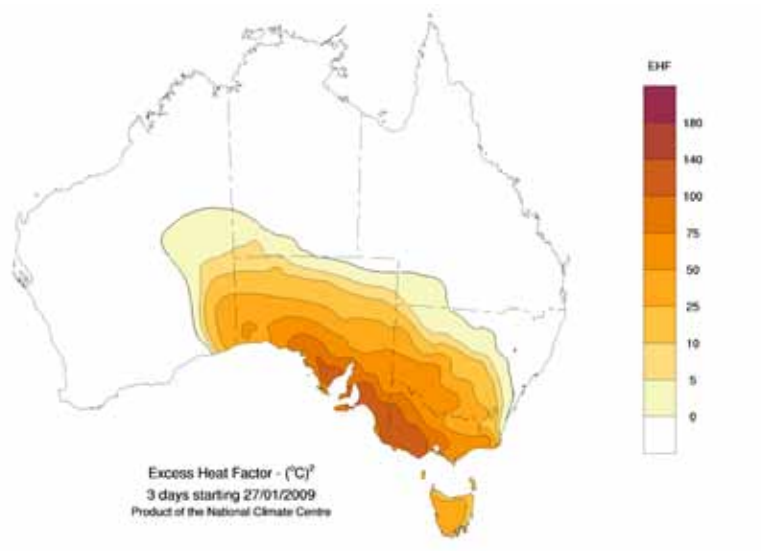 EHF
180
140
100
75
50
25
10
5
0
Excess Heat Factor - (°C)²
3 days starting 27/01/2009
Product of the National Climate Centre